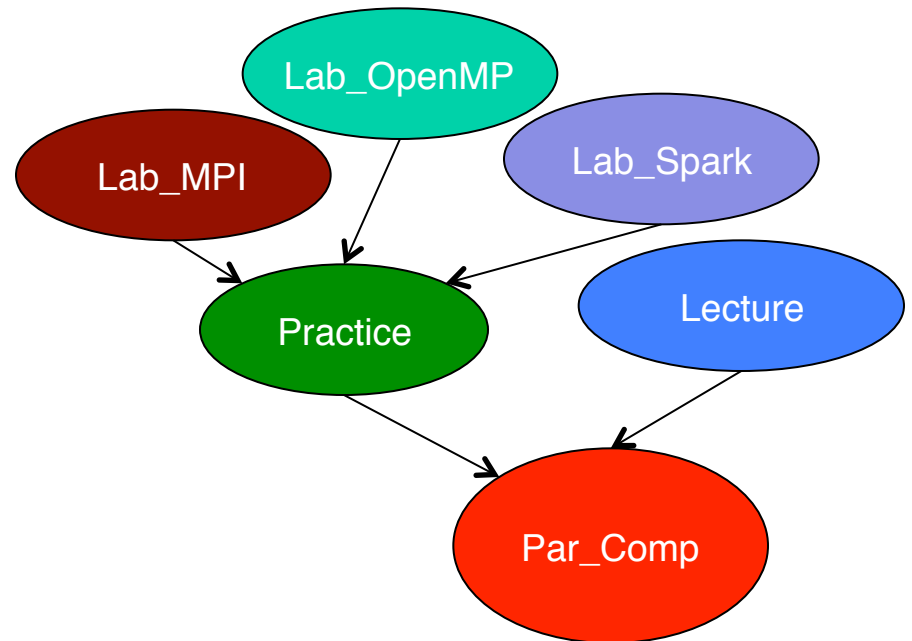 Lab_OpenMP
Lab_MPI
Lab_Spark
Lecture
Practice
Par_Comp